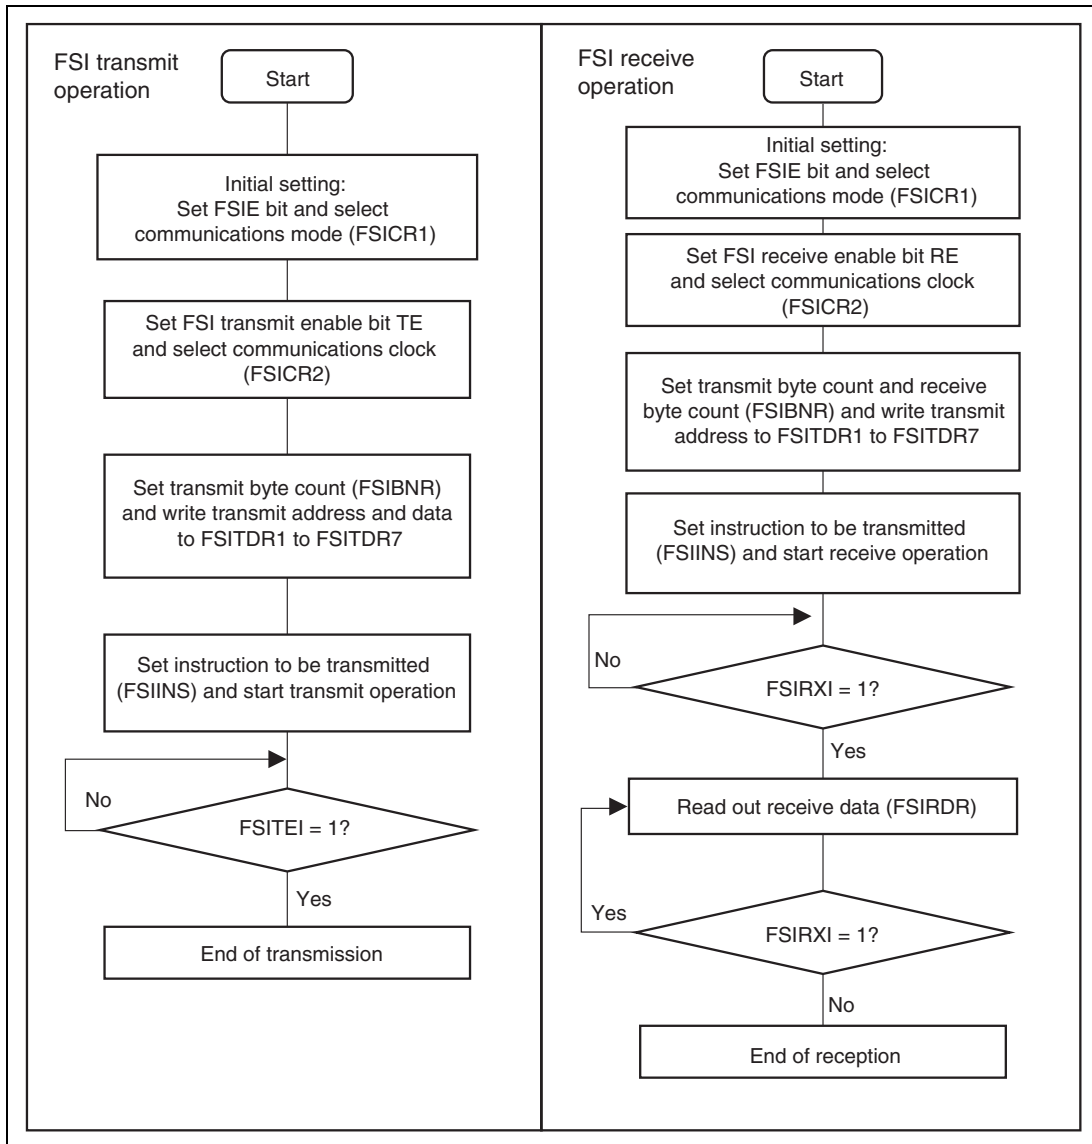 FSI transmit
operation
Start
Initial setting:
Set FSIE bit and select
communications mode (FSICR1)
Set FSI transmit enable bit TE
and select communications clock
(FSICR2)
Set transmit byte count (FSIBNR)
and write transmit address and data
to FSITDR1 to FSITDR7
Set instruction to be transmitted
(FSIINS) and start transmit operation
No
FSITEI = 1?
Yes
End of transmission
FSI receive
operation
Start
Initial setting:
Set FSIE bit and select
communications mode (FSICR1)
Set FSI receive enable bit RE
and select communications clock
(FSICR2)
Set transmit byte count and receive
byte count (FSIBNR) and write transmit
address to FSITDR1 to FSITDR7
Set instruction to be transmitted
(FSIINS) and start receive operation
No
FSIRXI = 1?
Yes
Read out receive data (FSIRDR)
Yes
FSIRXI = 1?
No
End of reception